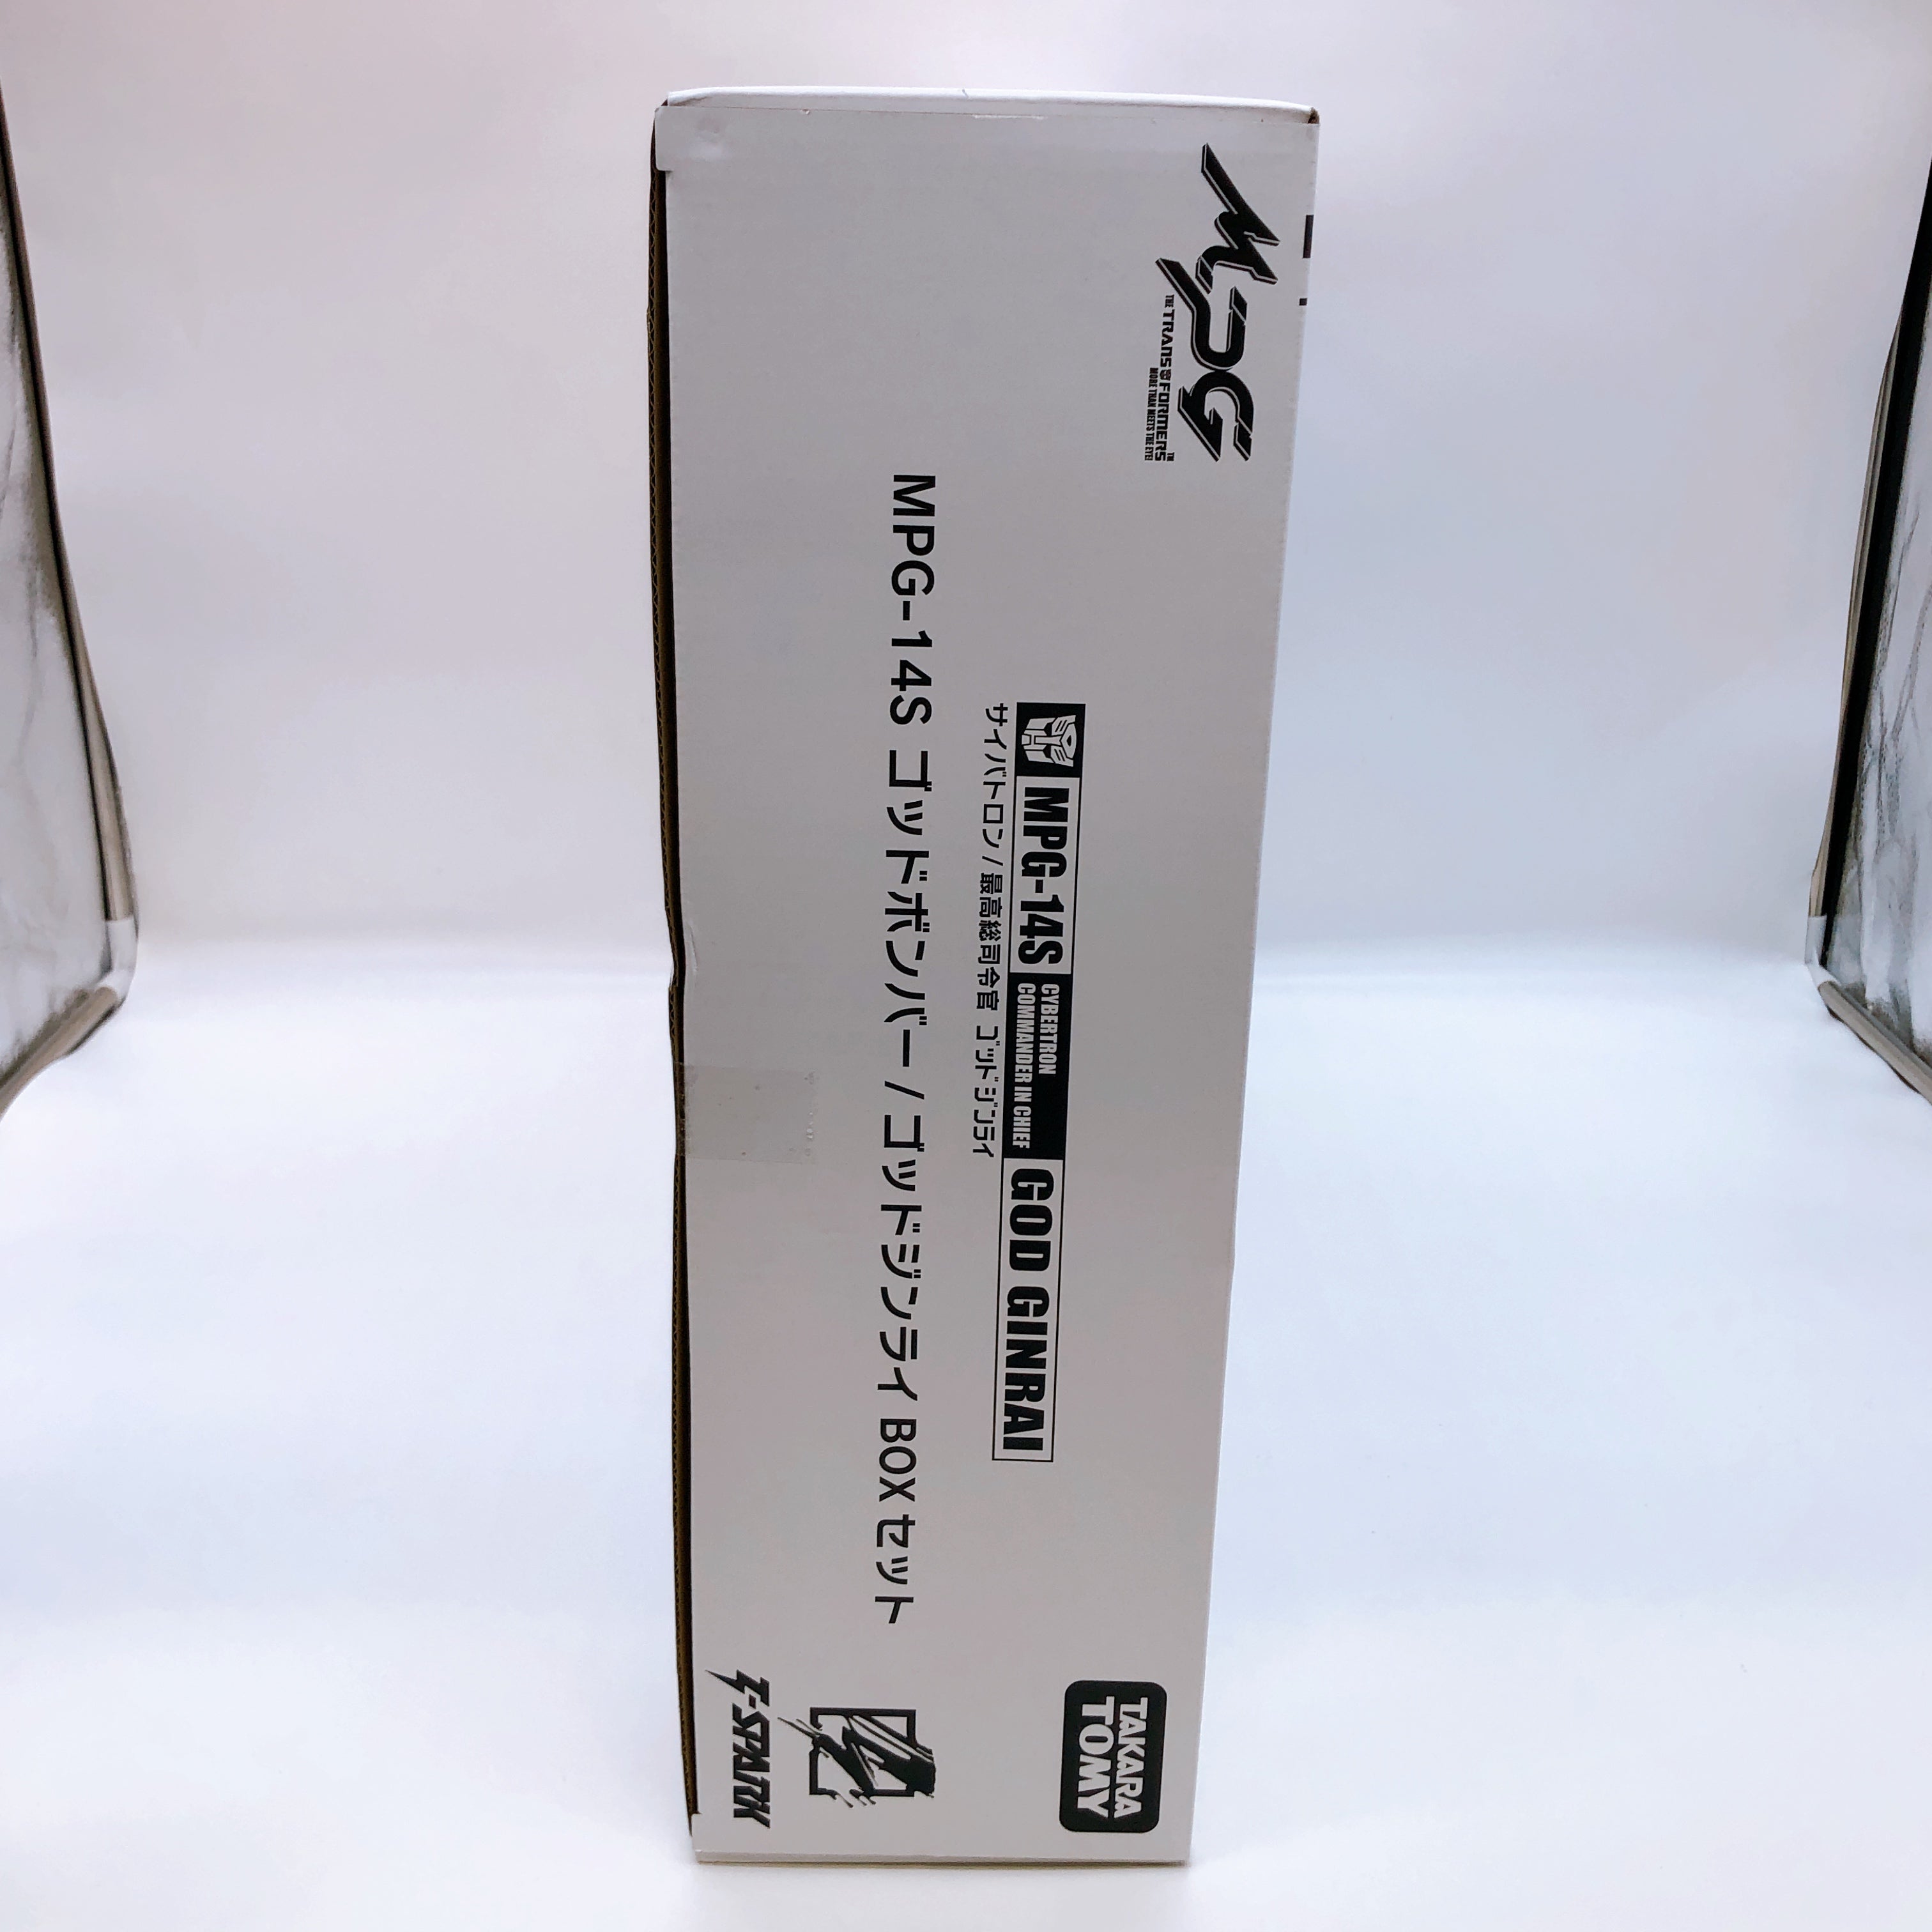 MPG
THE TRANSFORMERS™
MORE THAN MEETS THE EYE!
MPG-14S CYBERTRON COMMANDER IN CHIEF GOD GINRAI
サイバトロン/最高総司令官 ゴッドジンライ
MPG-14S ゴッドボンバー/ゴッドジンライ BOXセット
TAKARA
TOMY
T-SPARK